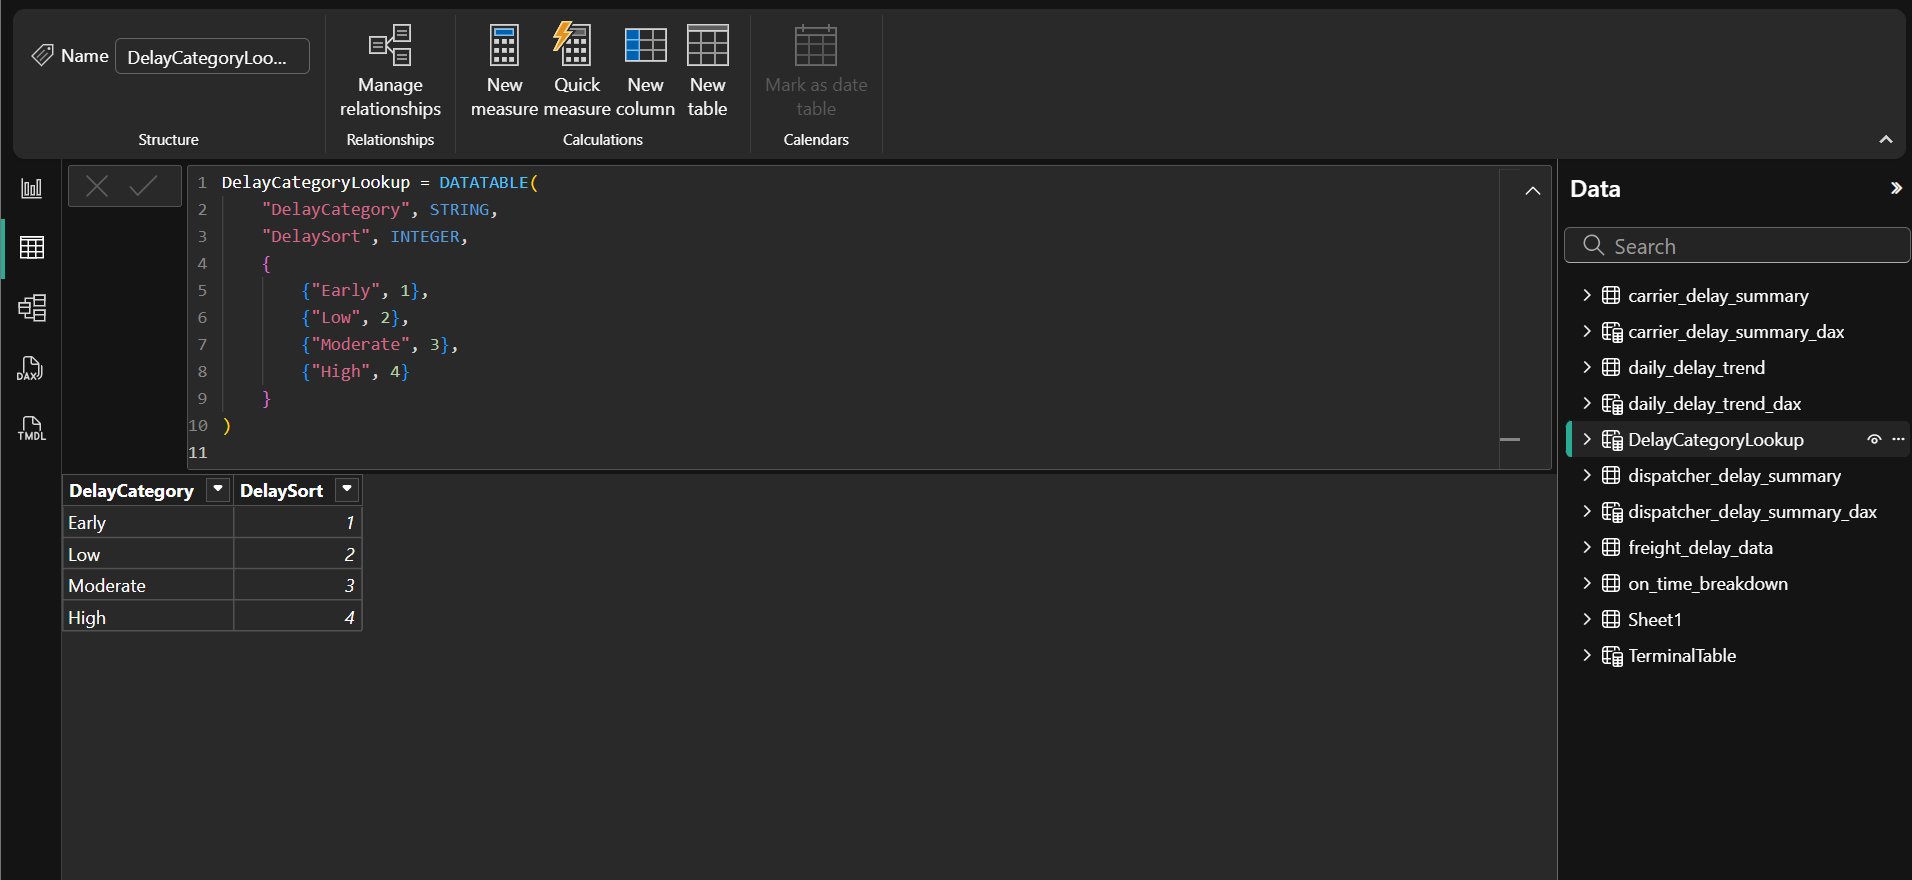 Name DelayCategoryLoo...
Structure
Manage relationships
Relationships
New measure
Quick measure
New column
New table
Calculations
Mark as date table
Calendars
DAX
TMDL
1 DelayCategoryLookup = DATATABLE(
2 "DelayCategory", STRING,
3 "DelaySort", INTEGER,
4 {
5 {"Early", 1},
6 {"Low", 2},
7 {"Moderate", 3},
8 {"High", 4}
9 }
10 )
11
DelayCategory DelaySort
Early 1
Low 2
Moderate 3
High 4
Data
Search
carrier_delay_summary
carrier_delay_summary_dax
daily_delay_trend
daily_delay_trend_dax
DelayCategoryLookup
dispatcher_delay_summary
dispatcher_delay_summary_dax
freight_delay_data
on_time_breakdown
Sheet1
TerminalTable